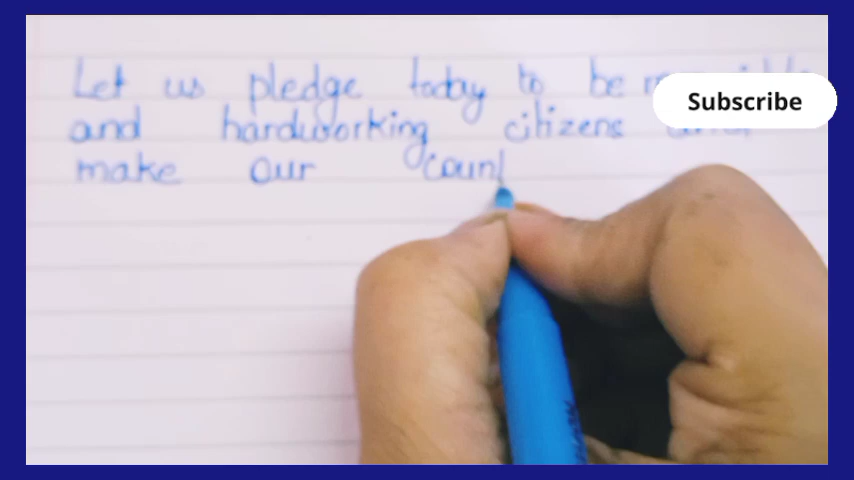 Let us pledge today to be
Subscribe
and hardworking citizens
make our coun